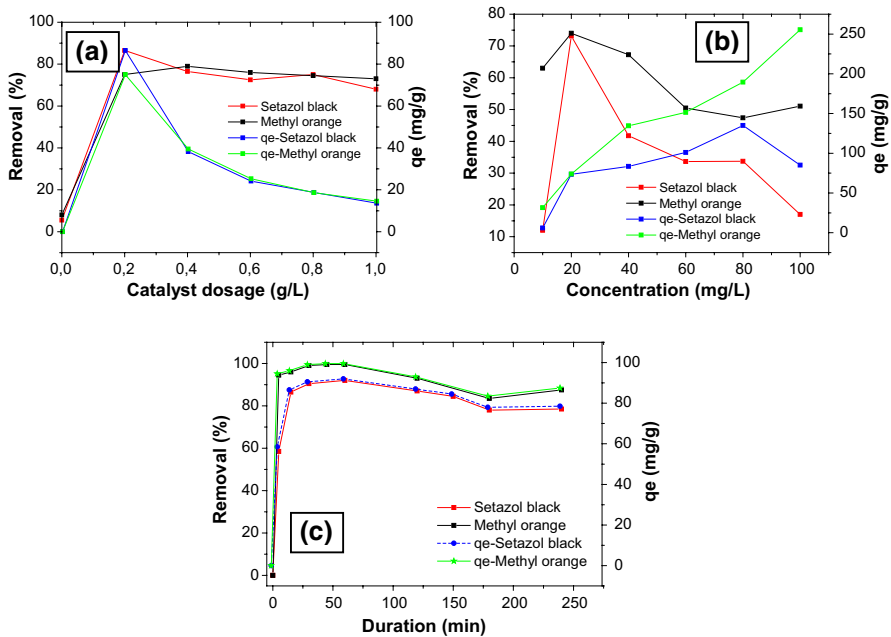 (a)
Removal (%)
100
80
60
40
20
0
100
80
60
40
20
0
qe (mg/g)
Setazol black
Methyl orange
qe-Setazol black
qe-Methyl orange
0,0 0,2 0,4 0,6 0,8 1,0
Catalyst dosage (g/L)
(b)
Removal (%)
80
70
60
50
40
30
20
10
250
200
150
100
50
0
qe (mg/g)
Setazol black
Methyl orange
qe-Setazol black
qe-Methyl orange
0 20 40 60 80 100
Concentration (mg/L)
(c)
Removal (%)
100
80
60
40
20
0
100
80
60
40
20
0
qe (mg/g)
Setazol black
Methyl orange
qe-Setazol black
qe-Methyl orange
0 50 100 150 200 250
Duration (min)